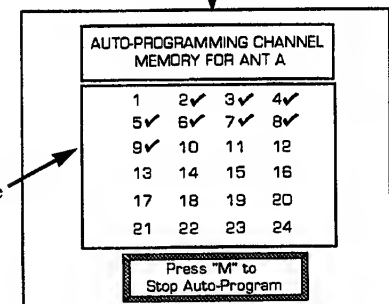 AUTO-PROGRAMMING CHANNEL
MEMORY FOR ANT A
1 2✔ 3✔ 4✔
5✔ 6✔ 7✔ 8✔
9✔ 10 11 12
13 14 15 16
17 18 19 20
21 22 23 24
Press "M" to
Stop Auto-Program